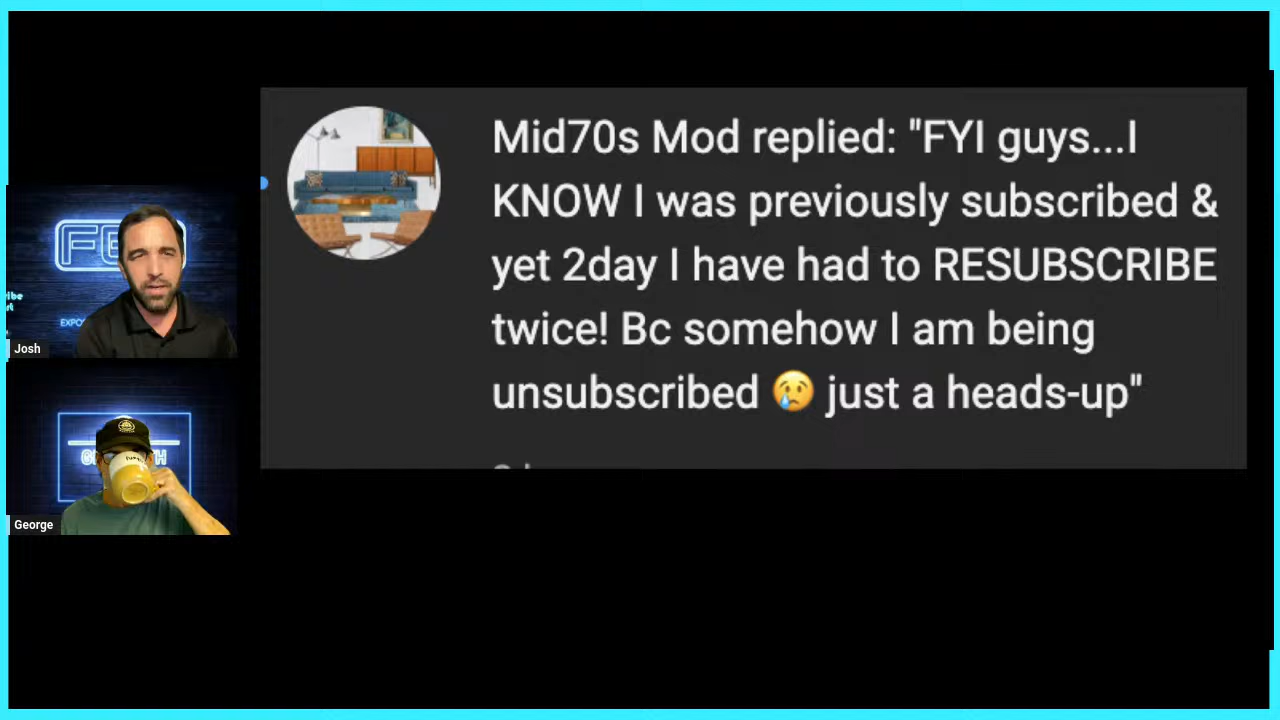 Mid70s Mod replied: "FYI guys...I
KNOW I was previously subscribed &
yet 2day I have had to RESUBSCRIBE
twice! Bc somehow I am being
unsubscribed 😢 just a heads-up"
Josh
George